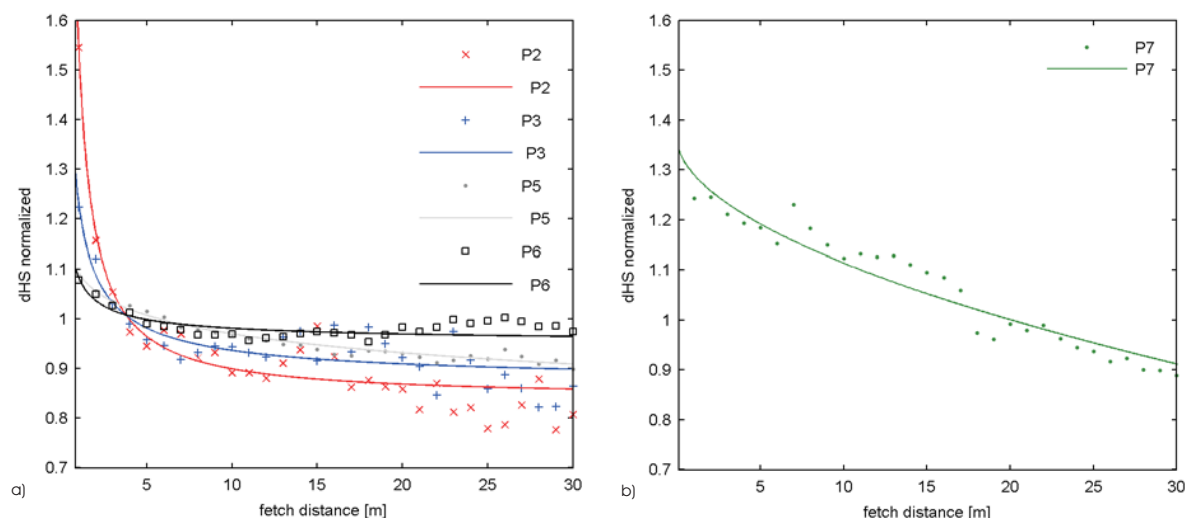 1.6
1.5
1.4
1.3
1.2
1.1
1
0.9
0.8
0.7
dHS normalized
P2
P2
P3
P3
P5
P5
P6
P6
5
10
15
20
25
30
fetch distance [m]
a)
1.6
1.5
1.4
1.3
1.2
1.1
1
0.9
0.8
0.7
dHS normalized
P7
P7
5
10
15
20
25
30
fetch distance [m]
b)